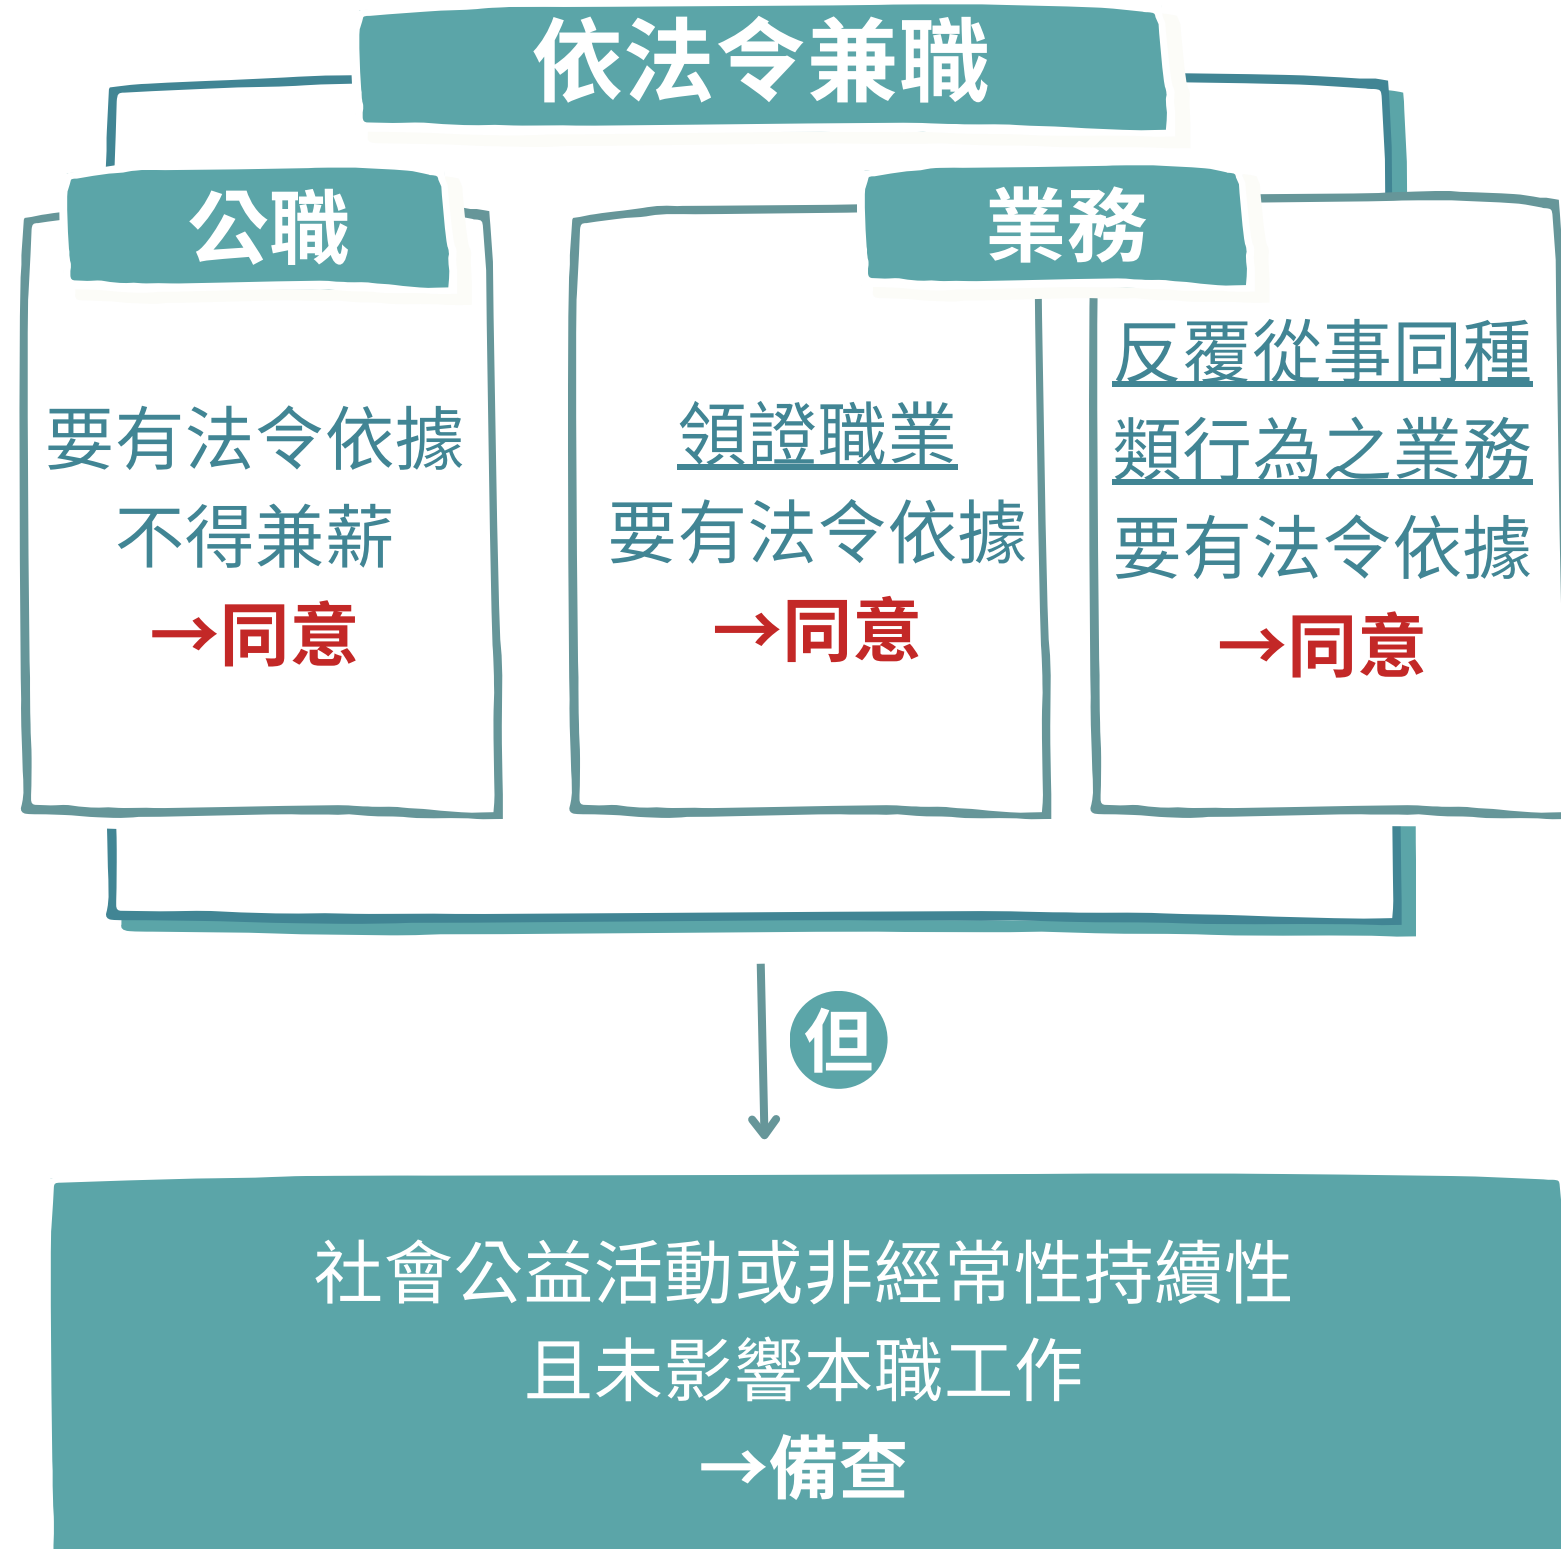 依法令兼職
公職
要有法令依據
不得兼薪
→同意
業務
領證職業
要有法令依據
→同意
反覆從事同種
類行為之業務
要有法令依據
→同意
但
社會公益活動或非經常性持續性
且未影響本職工作
→備查